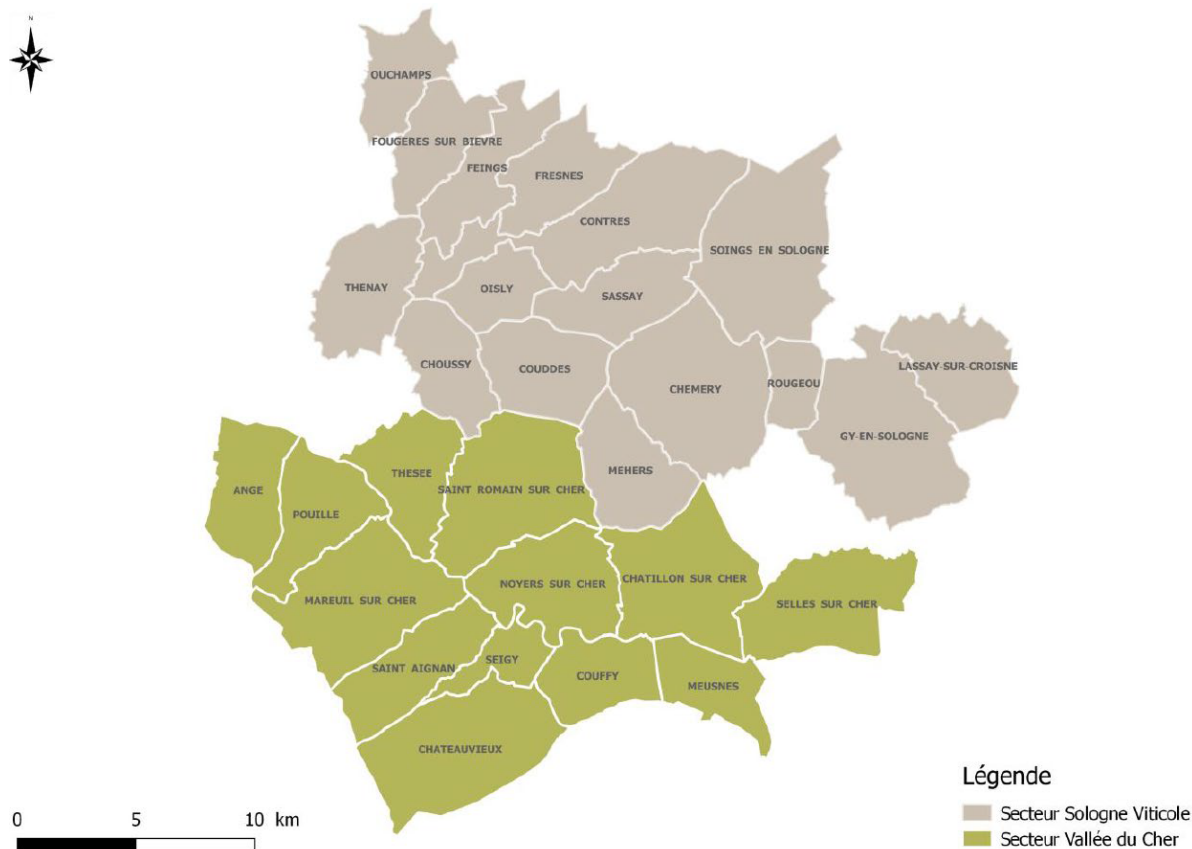 N
OUCHAMPS
FOUGERES SUR BIEVRE
FEINGS
FRESNES
CONTRES
SOINGS EN SOLOGNE
THENAY
OISLY
SASSAY
CHOUSSY
COUDDES
CHEMERY
ROUGEOU
LASSAY-SUR-CROISNE
GY-EN-SOLOGNE
MEHERS
THESEE
ANGE
SAINT ROMAIN SUR CHER
POUILLE
NOYERS SUR CHER
CHATILLON SUR CHER
MAREUIL SUR CHER
SELLES SUR CHER
SAINT AIGNAN
SEIGY
COUFFY
MEUSNES
CHATEAUVIEUX
Légende
Secteur Sologne Viticole
Secteur Vallée du Cher
0 5 10 km